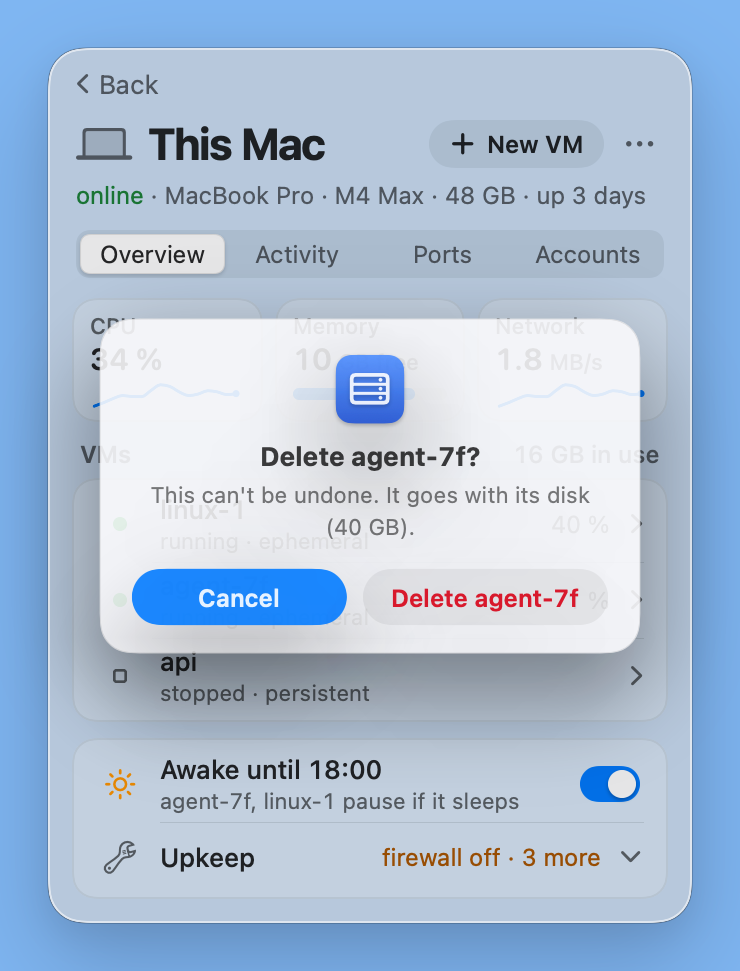 Back
This Mac
New VM
online · MacBook Pro · M4 Max · 48 GB · up 3 days
Overview Activity Ports Accounts
CPU Memory Network
34 % 10 1.8 MB/s
VMs 16 GB in use
Delete agent-7f?
This can't be undone. It goes with its disk
(40 GB).
linux-1 40 %
running · ephemeral
Cancel Delete agent-7f
api
stopped · persistent
Awake until 18:00
agent-7f, linux-1 pause if it sleeps
Upkeep firewall off · 3 more